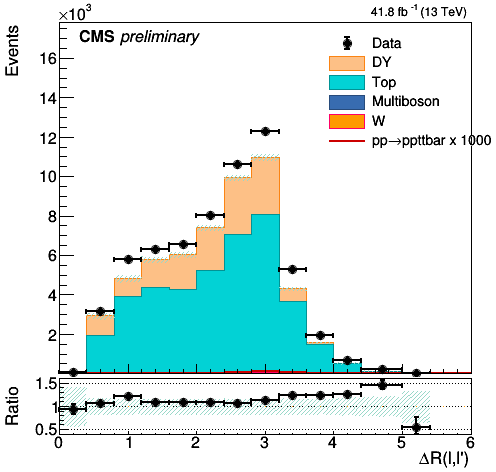 ×10³
41.8 fb⁻¹ (13 TeV)
CMS preliminary
Events
Data
DY
Top
Multiboson
W
pp→ppttbar x 1000
16
14
12
10
8
6
4
2
Ratio
1.5
1
0.5
0 1 2 3 4 5 6
ΔR(l,l')